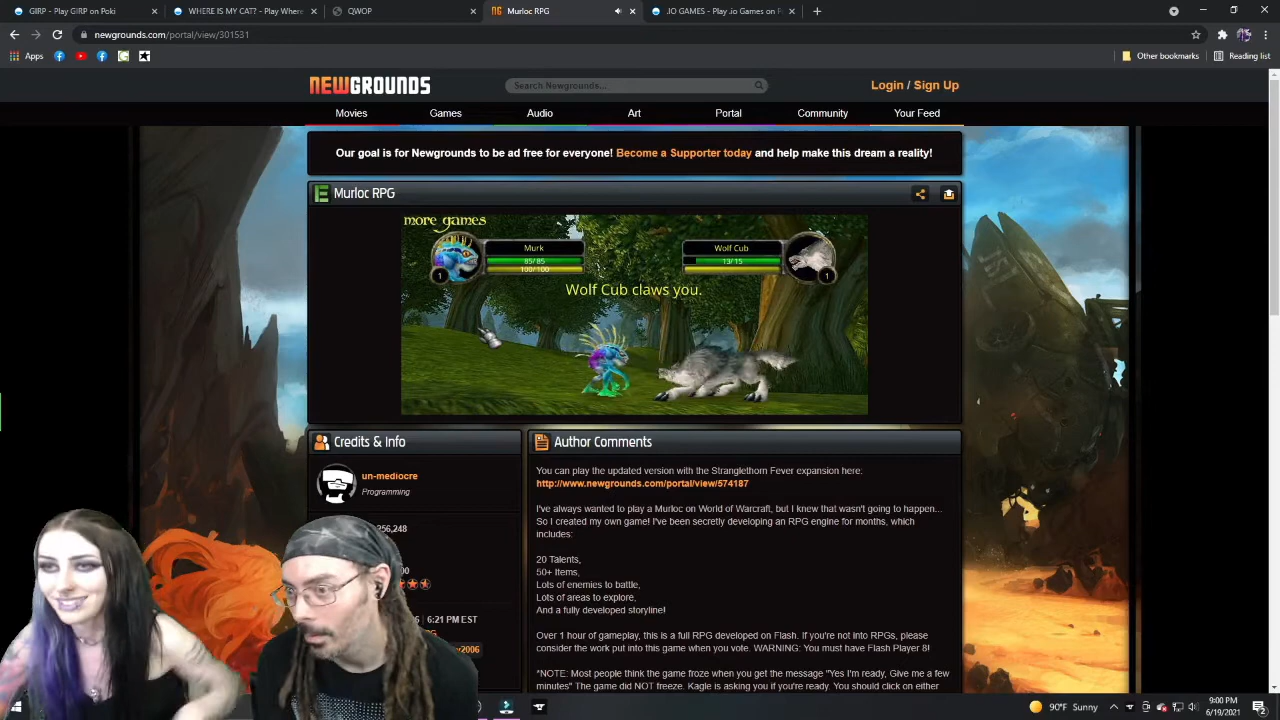 GIRP - Play GIRP on Poki
WHERE IS MY CAT? - Play Where
QWOP
Murloc RPG
.IO GAMES - Play
newgrounds.com/portal/view/301531
Apps
Other bookmarks
Reading list
NEWGROUNDS
Search Newgrounds...
Login / Sign Up
Movies
Games
Audio
Art
Portal
Community
Your Feed
Our goal is for Newgrounds to be ad free for everyone! Become a Supporter today and help make this dream a reality!
Murloc RPG
more games
Murk
85/85
100/100
1
Wolf Cub
13/15
1
Wolf Cub claws you.
Credits & Info
un-mediocre
Programming
256,248
6:21 PM EST
Author Comments
You can play the updated version with the Stranglethorn Fever expansion here:
http://www.newgrounds.com/portal/view/574187
I've always wanted to play a Murloc on World of Warcraft, but I knew that wasn't going to happen...
So I created my own game! I've been secretly developing an RPG engine for months, which
includes:
20 Talents,
50+ Items,
Lots of enemies to battle,
Lots of areas to explore,
And a fully developed storyline!
Over 1 hour of gameplay, this is a full RPG developed on Flash. If you're not into RPGs, please
consider the work put into this game when you vote. WARNING: You must have Flash Player 8!
*NOTE: Most people think the game froze when you get the message "Yes I'm ready, Give me a few
minutes" The game did NOT freeze. Kagle is asking you if you're ready. You should click on either
90°F Sunny
9:00 PM
6/19/2021
2